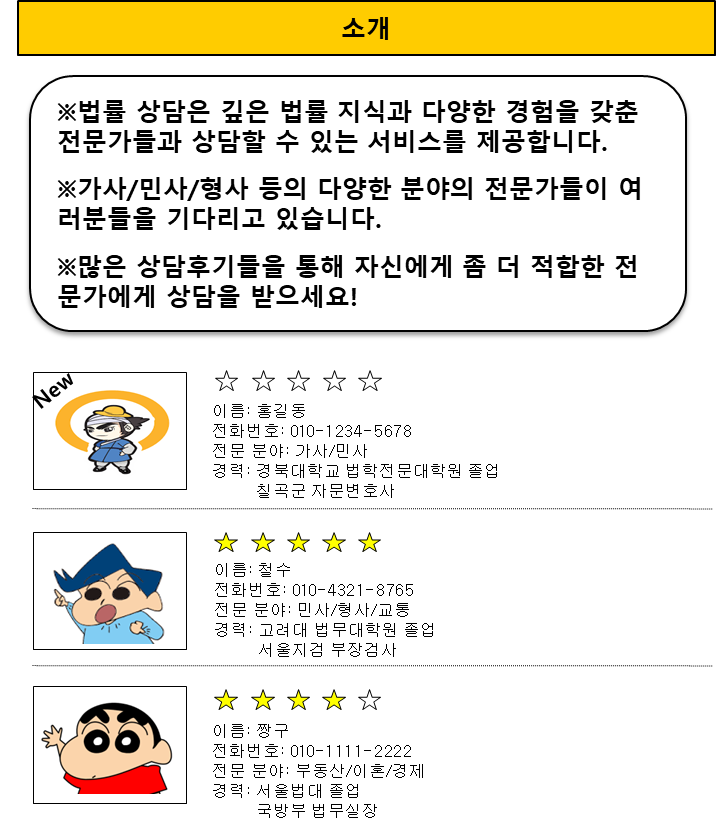 소개
※법률 상담은 깊은 법률 지식과 다양한 경험을 갖춘
전문가들과 상담할 수 있는 서비스를 제공합니다.
※가사/민사/형사 등의 다양한 분야의 전문가들이 여
러분들을 기다리고 있습니다.
※많은 상담후기들을 통해 자신에게 좀 더 적합한 전
문가에게 상담을 받으세요!
New
☆ ☆ ☆ ☆ ☆
이름: 홍길동
전화번호: 010-1234-5678
전문 분야: 가사/민사
경력: 경북대학교 법학전문대학원 졸업
칠곡군 자문변호사
★ ★ ★ ★ ★
이름: 철수
전화번호: 010-4321-8765
전문 분야: 민사/형사/교통
경력: 고려대 법무대학원 졸업
서울지검 부장검사
★ ★ ★ ★ ☆
이름: 짱구
전화번호: 010-1111-2222
전문 분야: 부동산/이혼/경제
경력: 서울법대 졸업
국방부 법무실장